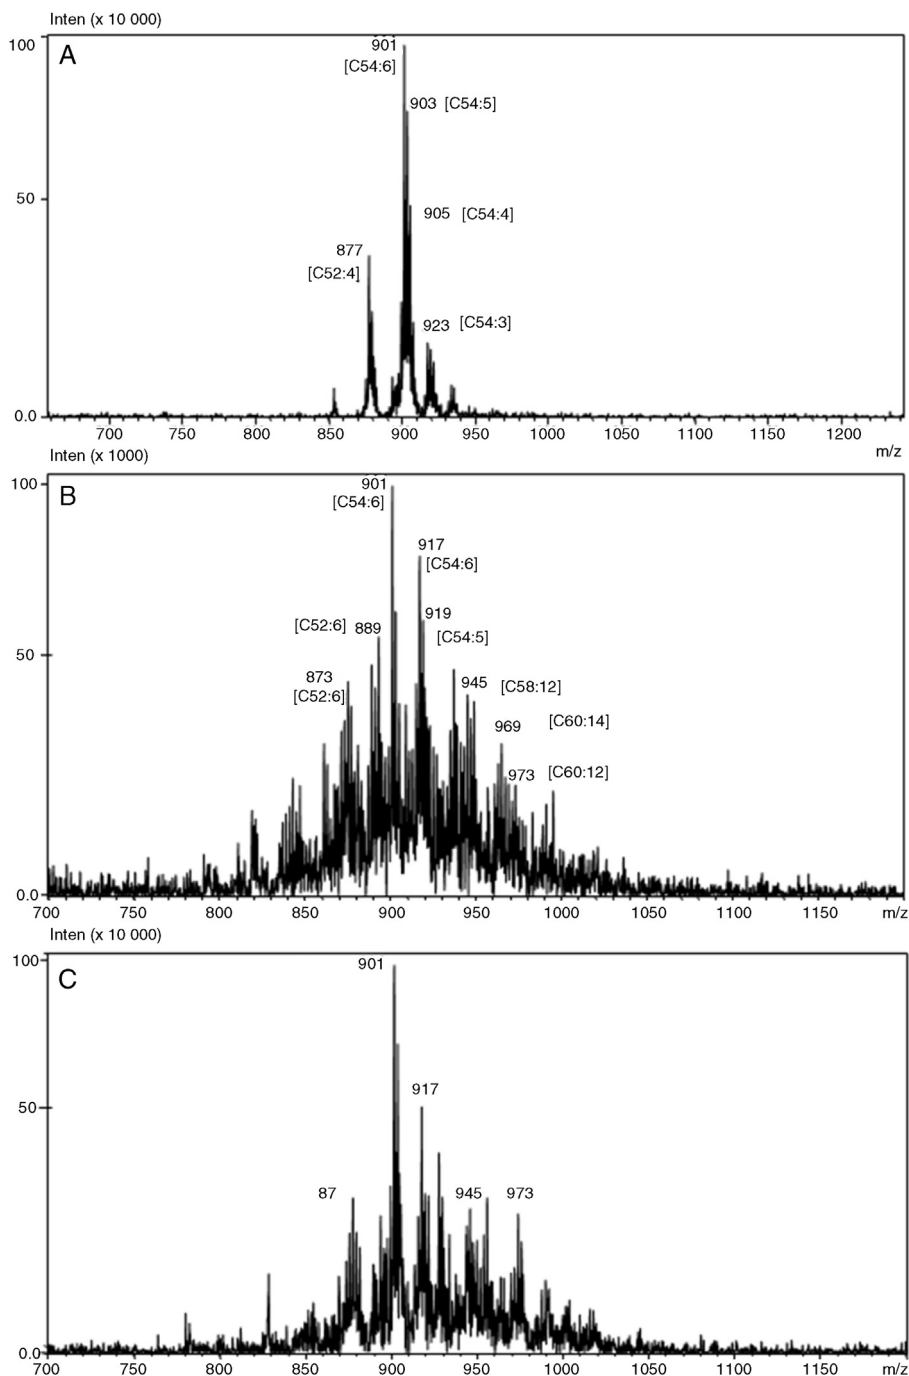 Inten (x 10 000)
A
100
50
0.0
901
[C54:6]
903 [C54:5]
905 [C54:4]
877
[C52:4]
923 [C54:3]
700 750 800 850 900 950 1000 1050 1100 1150 1200
m/z
Inten (x 1000)
B
100
50
0.0
901
[C54:6]
917
[C54:6]
919
[C54:5]
[C52:6] 889
873
[C52:6]
945 [C58:12]
969 [C60:14]
973 [C60:12]
700 750 800 850 900 950 1000 1050 1100 1150 m/z
Inten (x 10 000)
C
100
50
0.0
901
917
87
945
973
700 750 800 850 900 950 1000 1050 1100 1150 m/z